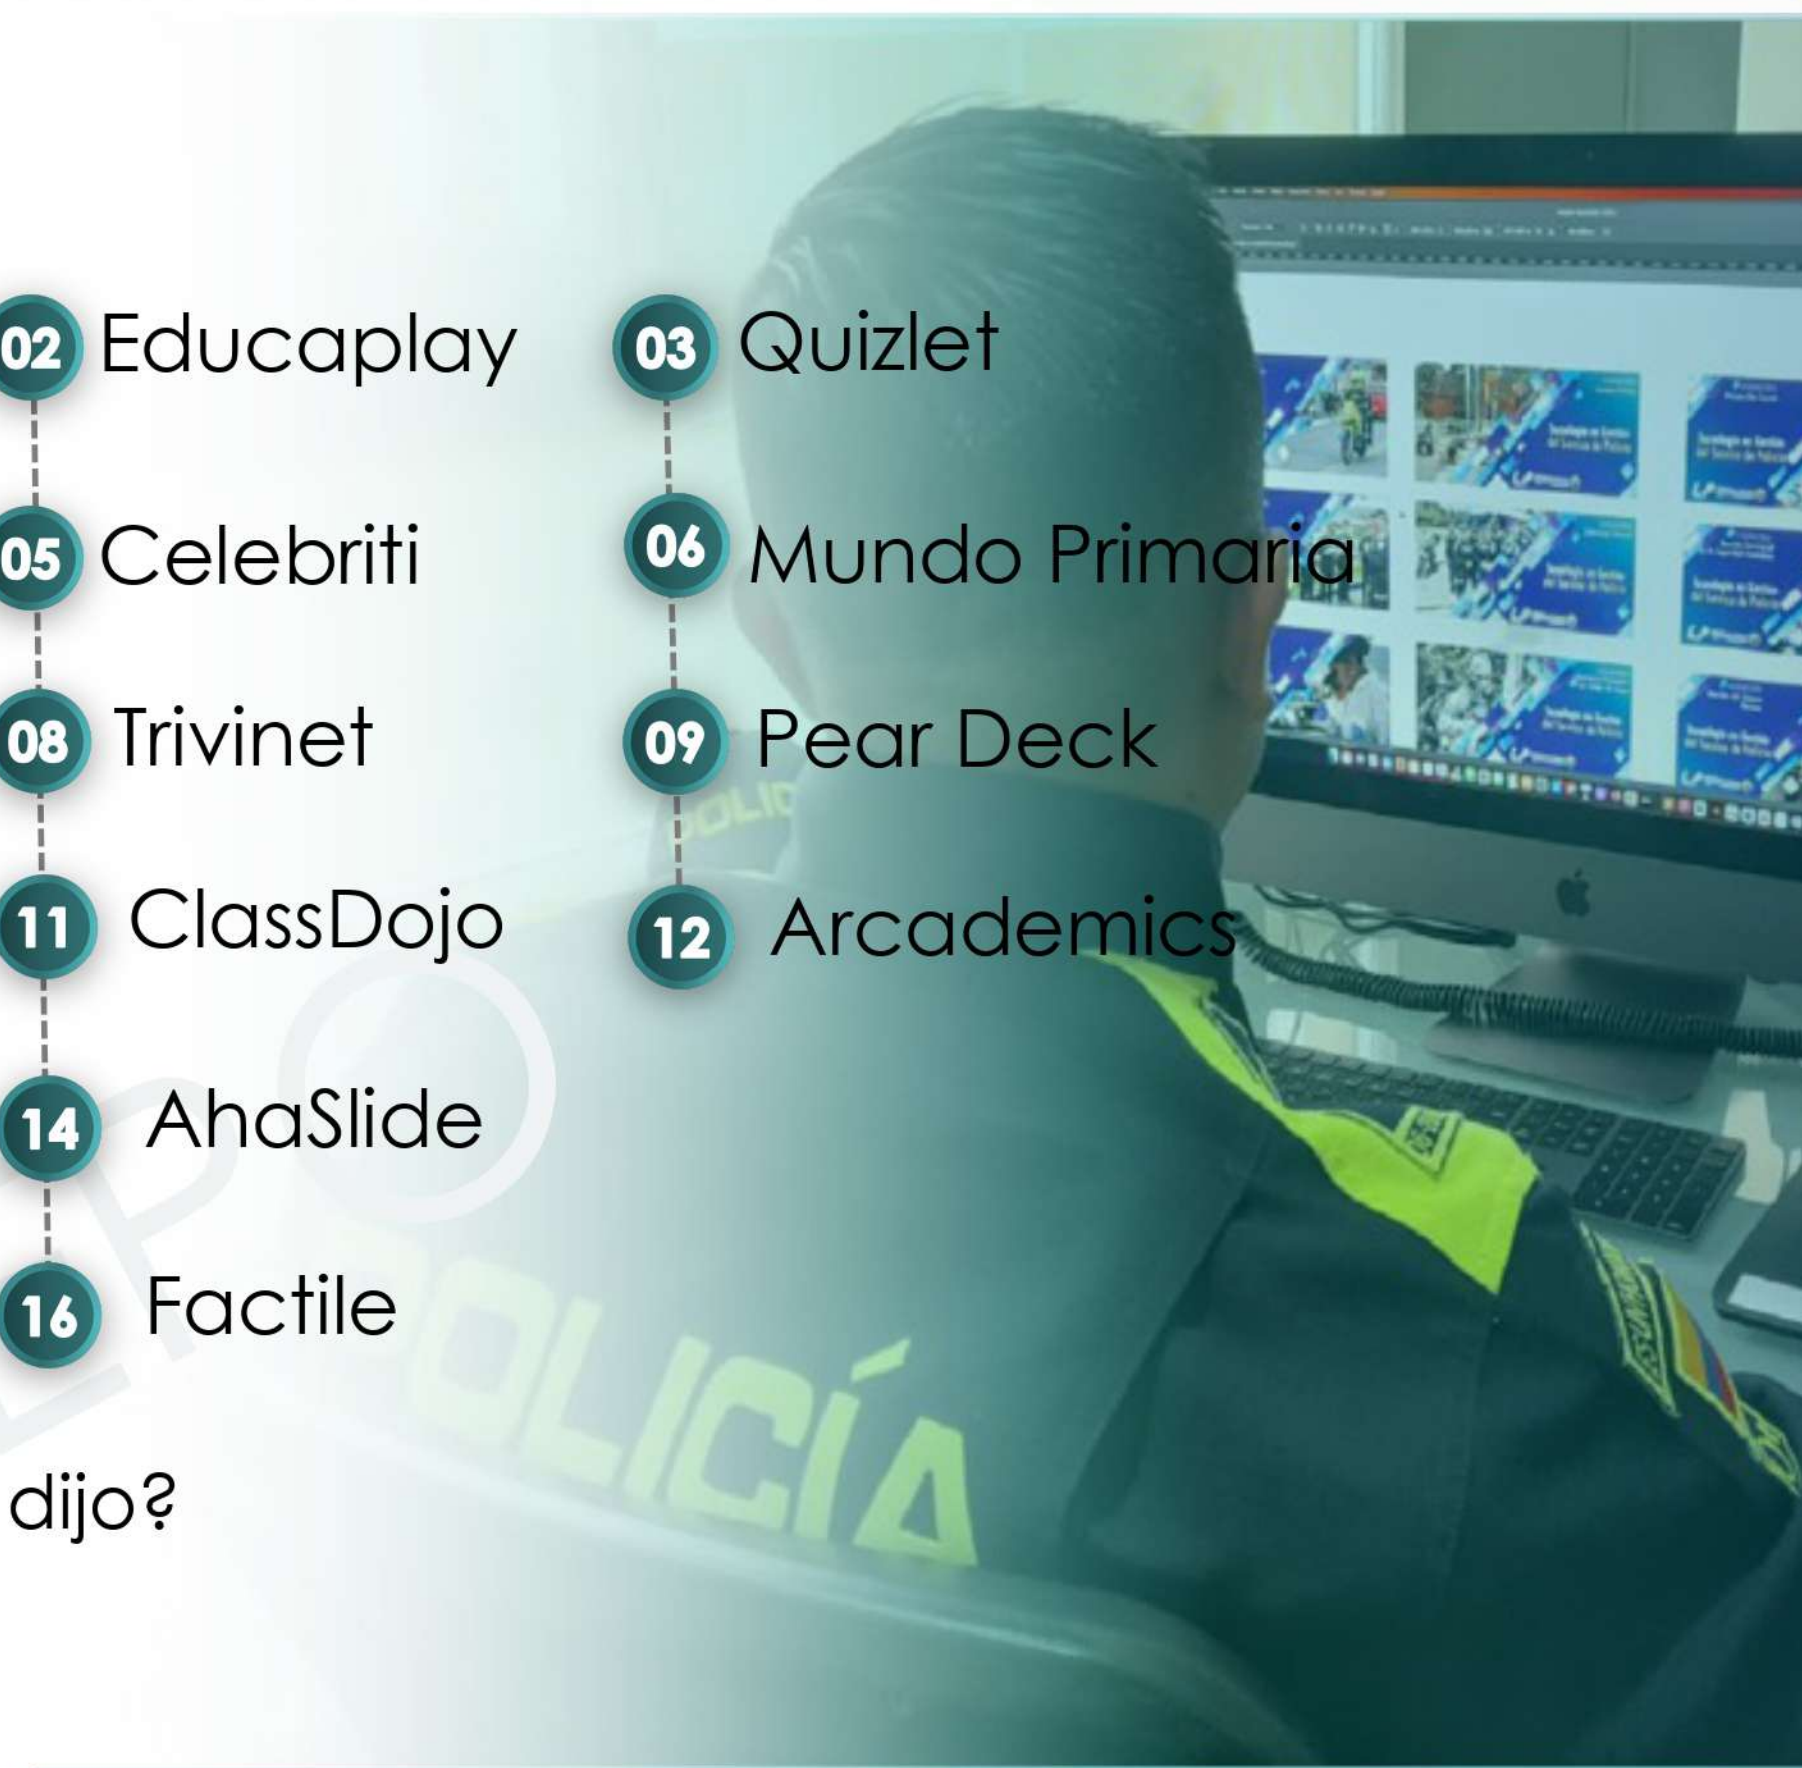 02 Educaplay 03 Quizlet
05 Celebriti 06 Mundo Primaria
08 Trivinet 09 Pear Deck
POLIC
11 ClassDojo 12 Arcademics
14 AhaSlide
16 Factile
POLICÍA
dijo?